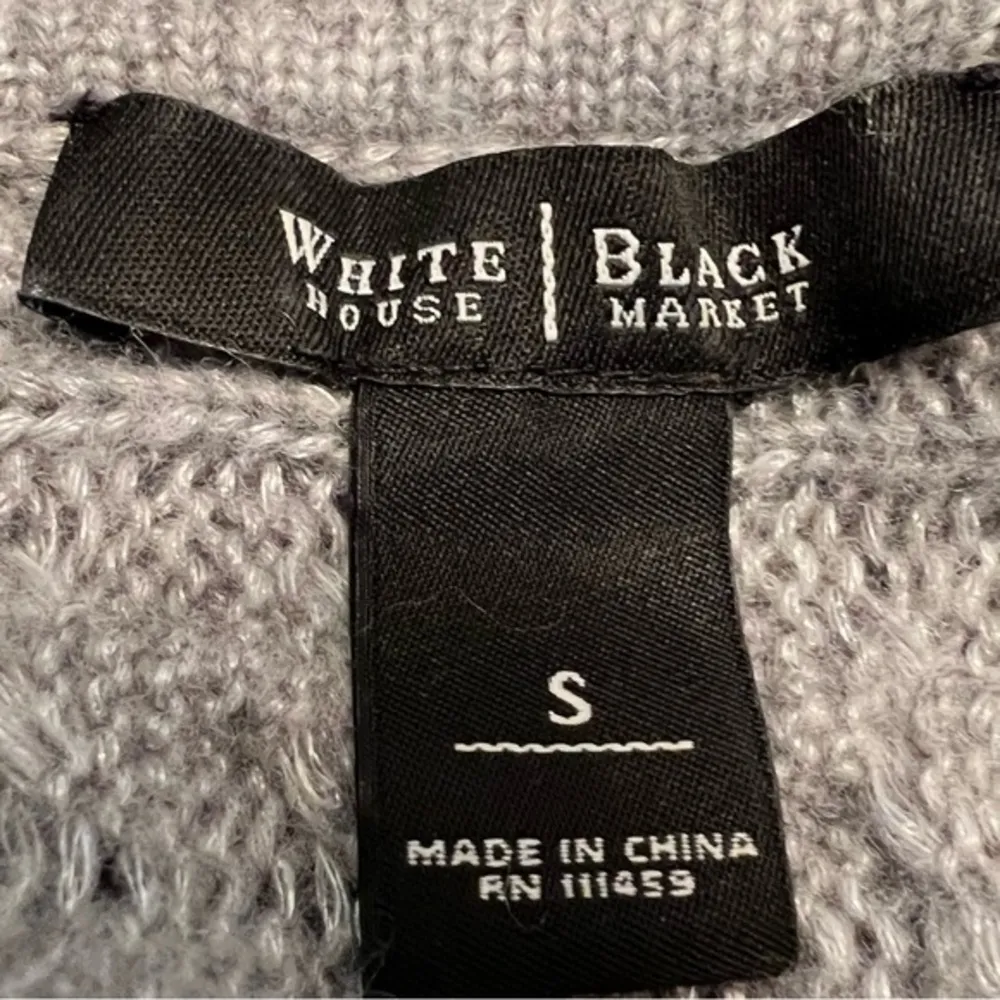 WHITE HOUSE | BLACK MARKET
S
MADE IN CHINA
RN 111459